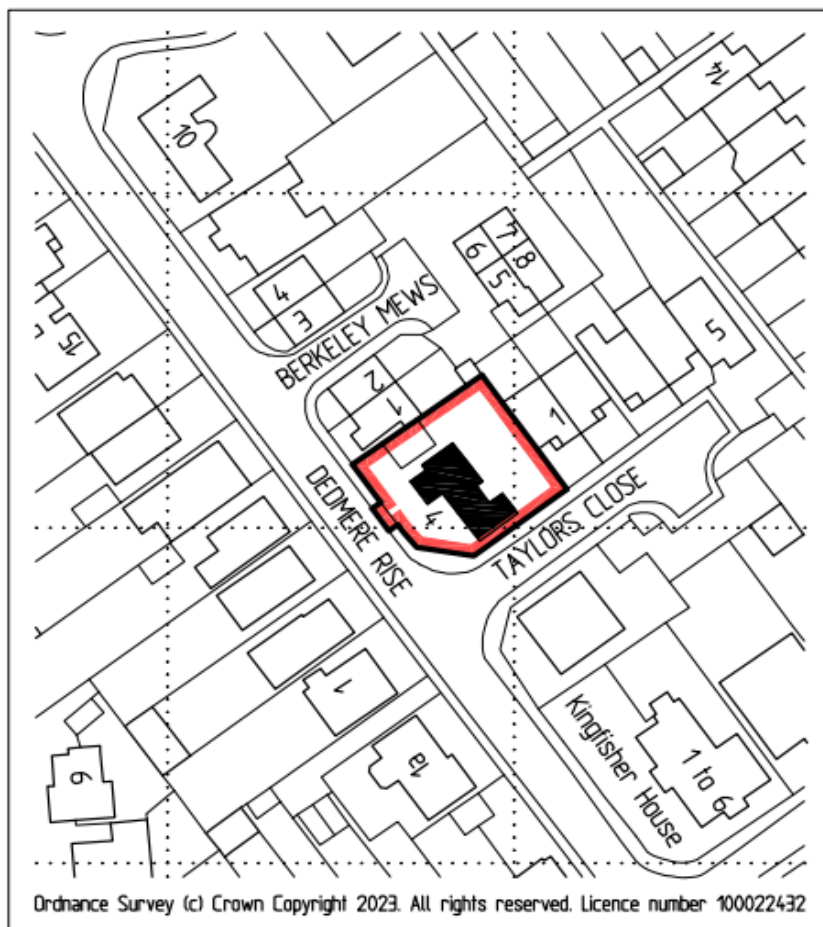 14
10
7
8
6
5
4
3
BERKELEY MEWS
15
5
2
1
1
DEDMERE RISE
4
TAYLORS CLOSE
1
1a
Kingfisher House
1 to 6
9
Ordnance Survey (c) Crown Copyright 2023. All rights reserved. Licence number 100022432